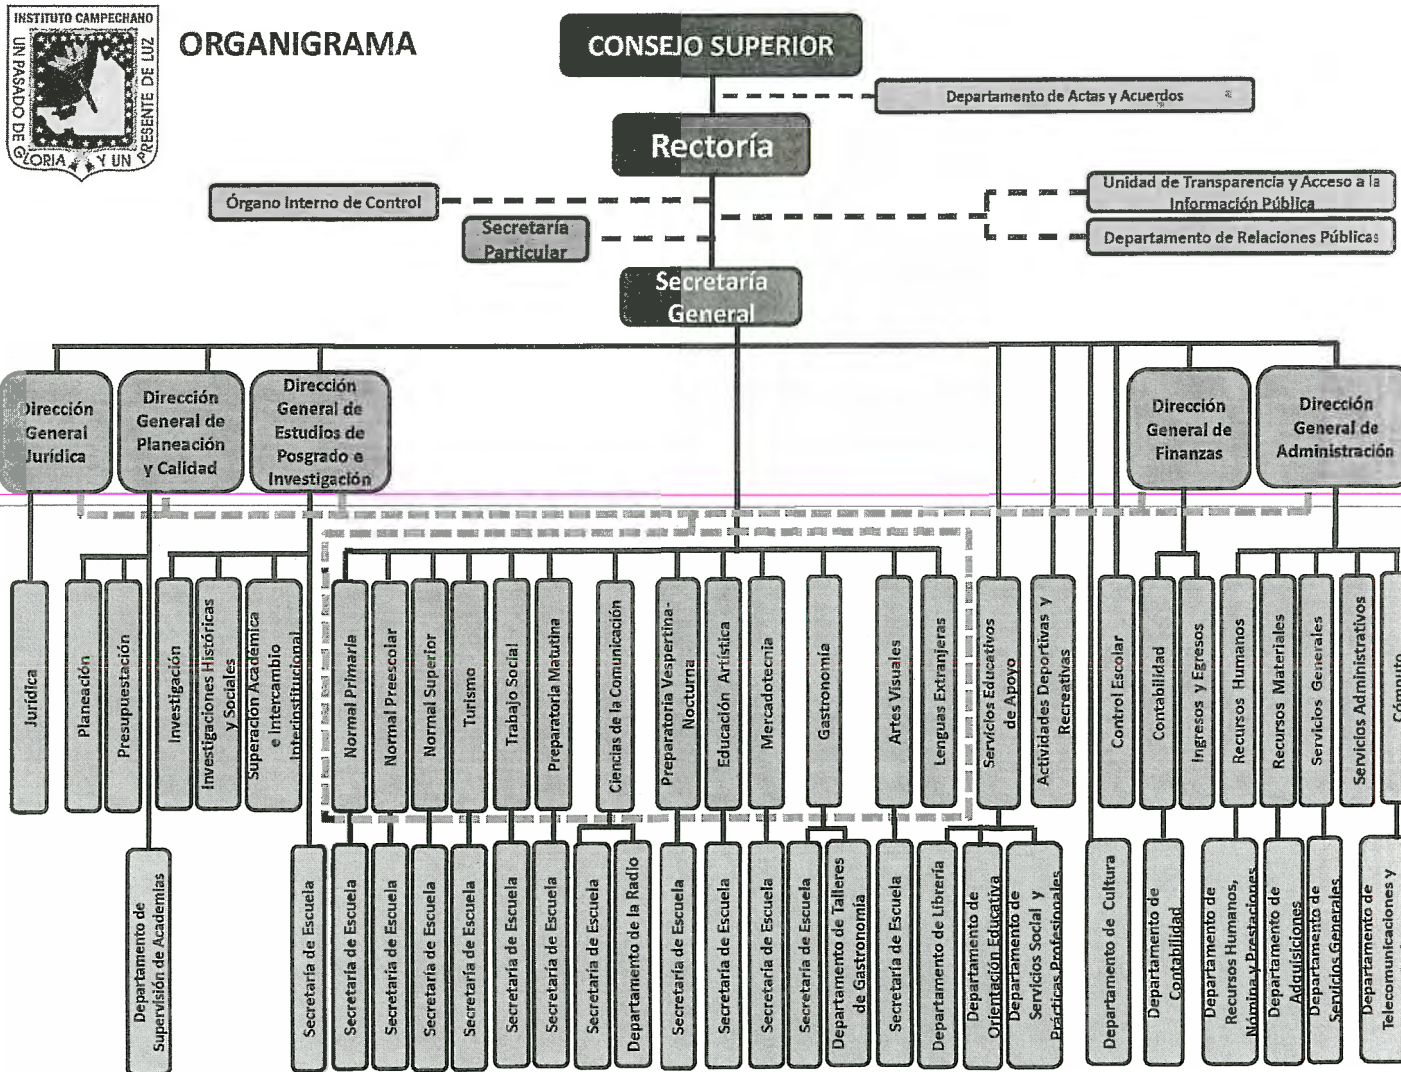 INSTITUTO CAMPECHANO
UN PASADO DE GLORIA Y UN PRESENTE DE LUZ
ORGANIGRAMA
CONSEJO SUPERIOR
Departamento de Actas y Acuerdos
Rectoría
Órgano Interno de Control
Unidad de Transparencia y Acceso a la
Información Pública
Secretaría
Particular
Departamento de Relaciones Públicas
Secretaría
General
Dirección
General
Jurídica
Dirección
General de
Planeación
y Calidad
Dirección
General de
Estudios de
Posgrado e
Investigación
Dirección
General de
Finanzas
Dirección
General de
Administración
Jurídica
Planeación
Presupuestación
Investigación
Investigaciones Históricas
y Sociales
Superación Académica
e Intercambio
Interinstitucional
Normal Primaria
Normal Preescolar
Normal Superior
Turismo
Trabajo Social
Preparatoria Matutina
Ciencias de la Comunicación
Preparatoria Vespertina-
Nocturna
Educación Artística
Mercadotecnia
Gastronomía
Artes Visuales
Lenguas Extranjeras
Servicios Educativos
de Apoyo
Actividades Deportivas y
Recreativas
Control Escolar
Contabilidad
Ingresos y Egresos
Recursos Humanos
Recursos Materiales
Servicios Generales
Servicios Administrativos
Cómputo
Departamento de
Supervisión de Academias
Secretaría de Escuela
Secretaría de Escuela
Secretaría de Escuela
Secretaría de Escuela
Secretaría de Escuela
Secretaría de Escuela
Secretaría de Escuela
Secretaría de Escuela
Departamento de la Radio
Secretaría de Escuela
Secretaría de Escuela
Secretaría de Escuela
Secretaría de Escuela
Departamento de Talleres
de Gastronomía
Secretaría de Escuela
Departamento de Librería
Departamento de
Orientación Educativa
Departamento de
Servicios Social y
Prácticas Profesionales
Departamento de Cultura
Departamento de
Contabilidad
Departamento de
Recursos Humanos,
Nómina y Prestaciones
Departamento de
Adquisiciones
Departamento de
Servicios Generales
Departamento de
Telecomunicaciones y